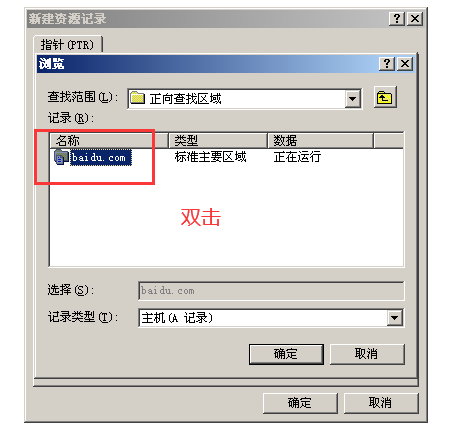 新建资源记录
指针(PTR)
浏览
查找范围(L): 正向查找区域
记录(R):
名称 类型 数据
baidu.com 标准主要区域 正在运行
双击
选择(S): baidu.com
记录类型(T): 主机(A 记录)
确定 取消
确定 取消